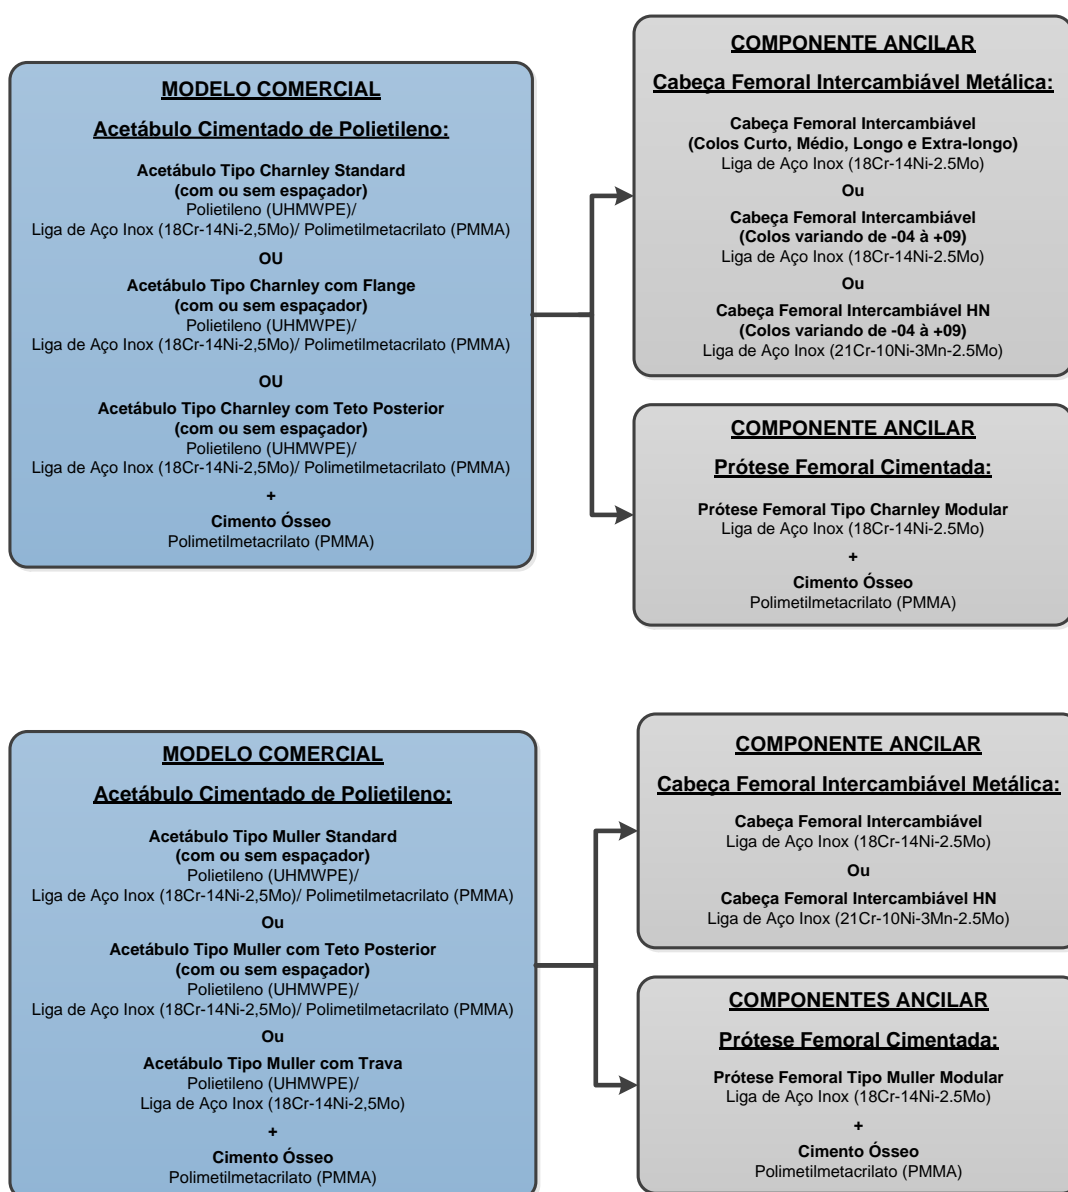 MODELO COMERCIAL
Acetábulo Cimentado de Polietileno:
Acetábulo Tipo Charnley Standard
(com ou sem espaçador)
Polietileno (UHMWPE)/
Liga de Aço Inox (18Cr-14Ni-2,5Mo)/ Polimetilmetacrilato (PMMA)
OU
Acetábulo Tipo Charnley com Flange
(com ou sem espaçador)
Polietileno (UHMWPE)/
Liga de Aço Inox (18Cr-14Ni-2,5Mo)/ Polimetilmetacrilato (PMMA)
OU
Acetábulo Tipo Charnley com Teto Posterior
(com ou sem espaçador)
Polietileno (UHMWPE)/
Liga de Aço Inox (18Cr-14Ni-2,5Mo)/ Polimetilmetacrilato (PMMA)
+
Cimento Ósseo
Polimetilmetacrilato (PMMA)
COMPONENTE ANCILAR
Cabeça Femoral Intercambiável Metálica:
Cabeça Femoral Intercambiável
(Colos Curto, Médio, Longo e Extra-longo)
Liga de Aço Inox (18Cr-14Ni-2.5Mo)
Ou
Cabeça Femoral Intercambiável
(Colos variando de -04 à +09)
Liga de Aço Inox (18Cr-14Ni-2.5Mo)
Ou
Cabeça Femoral Intercambiável HN
(Colos variando de -04 à +09)
Liga de Aço Inox (21Cr-10Ni-3Mn-2.5Mo)
COMPONENTE ANCILAR
Prótese Femoral Cimentada:
Prótese Femoral Tipo Charnley Modular
Liga de Aço Inox (18Cr-14Ni-2.5Mo)
+
Cimento Ósseo
Polimetilmetacrilato (PMMA)
MODELO COMERCIAL
Acetábulo Cimentado de Polietileno:
Acetábulo Tipo Muller Standard
(com ou sem espaçador)
Polietileno (UHMWPE)/
Liga de Aço Inox (18Cr-14Ni-2,5Mo)/ Polimetilmetacrilato (PMMA)
Ou
Acetábulo Tipo Muller com Teto Posterior
(com ou sem espaçador)
Polietileno (UHMWPE)/
Liga de Aço Inox (18Cr-14Ni-2,5Mo)/ Polimetilmetacrilato (PMMA)
Ou
Acetábulo Tipo Muller com Trava
Polietileno (UHMWPE)/
Liga de Aço Inox (18Cr-14Ni-2,5Mo)
+
Cimento Ósseo
Polimetilmetacrilato (PMMA)
COMPONENTE ANCILAR
Cabeça Femoral Intercambiável Metálica:
Cabeça Femoral Intercambiável
Liga de Aço Inox (18Cr-14Ni-2.5Mo)
Ou
Cabeça Femoral Intercambiável HN
Liga de Aço Inox (21Cr-10Ni-3Mn-2.5Mo)
COMPONENTES ANCILAR
Prótese Femoral Cimentada:
Prótese Femoral Tipo Muller Modular
Liga de Aço Inox (18Cr-14Ni-2.5Mo)
+
Cimento Ósseo
Polimetilmetacrilato (PMMA)